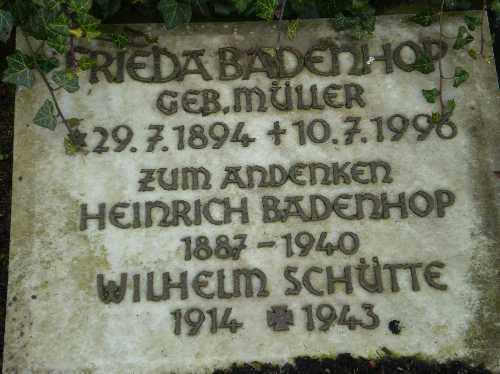 FRIEDA BADENHOP
GEB. MÜLLER
* 29.7.1894 + 10.7.1996
ZUM ANDENKEN
HEINRICH BADENHOP
1887 – 1940
WILHELM SCHÜTTE
1914 ✠ 1943